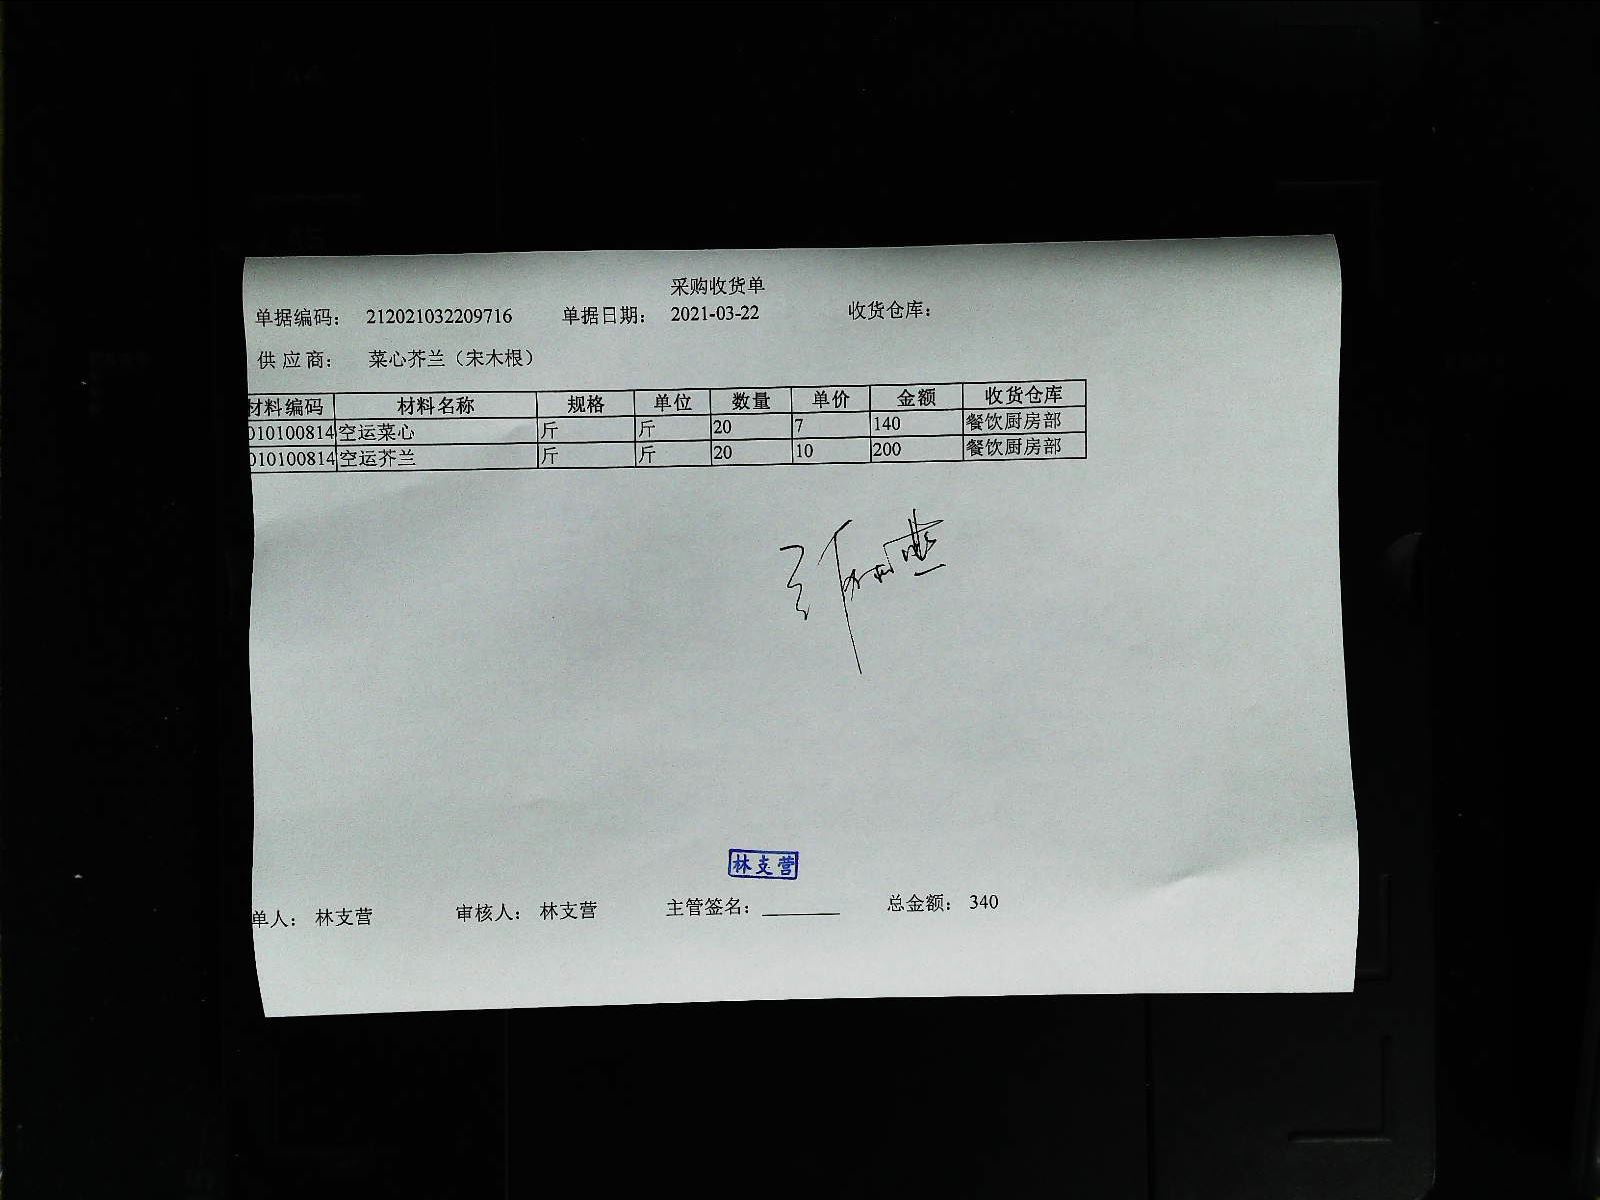 采购收货单
单据编码： 212021032209716 单据日期： 2021-03-22 收货仓库：
供 应 商： 菜心芥兰（宋木根）
材料编码 材料名称 规格 单位 数量 单价 金额 收货仓库
010100814 空运菜心 斤 斤 20 7 140 餐饮厨房部
010100814 空运芥兰 斤 斤 20 10 200 餐饮厨房部
林支营
单人： 林支营 审核人： 林支营 主管签名： 总金额： 340